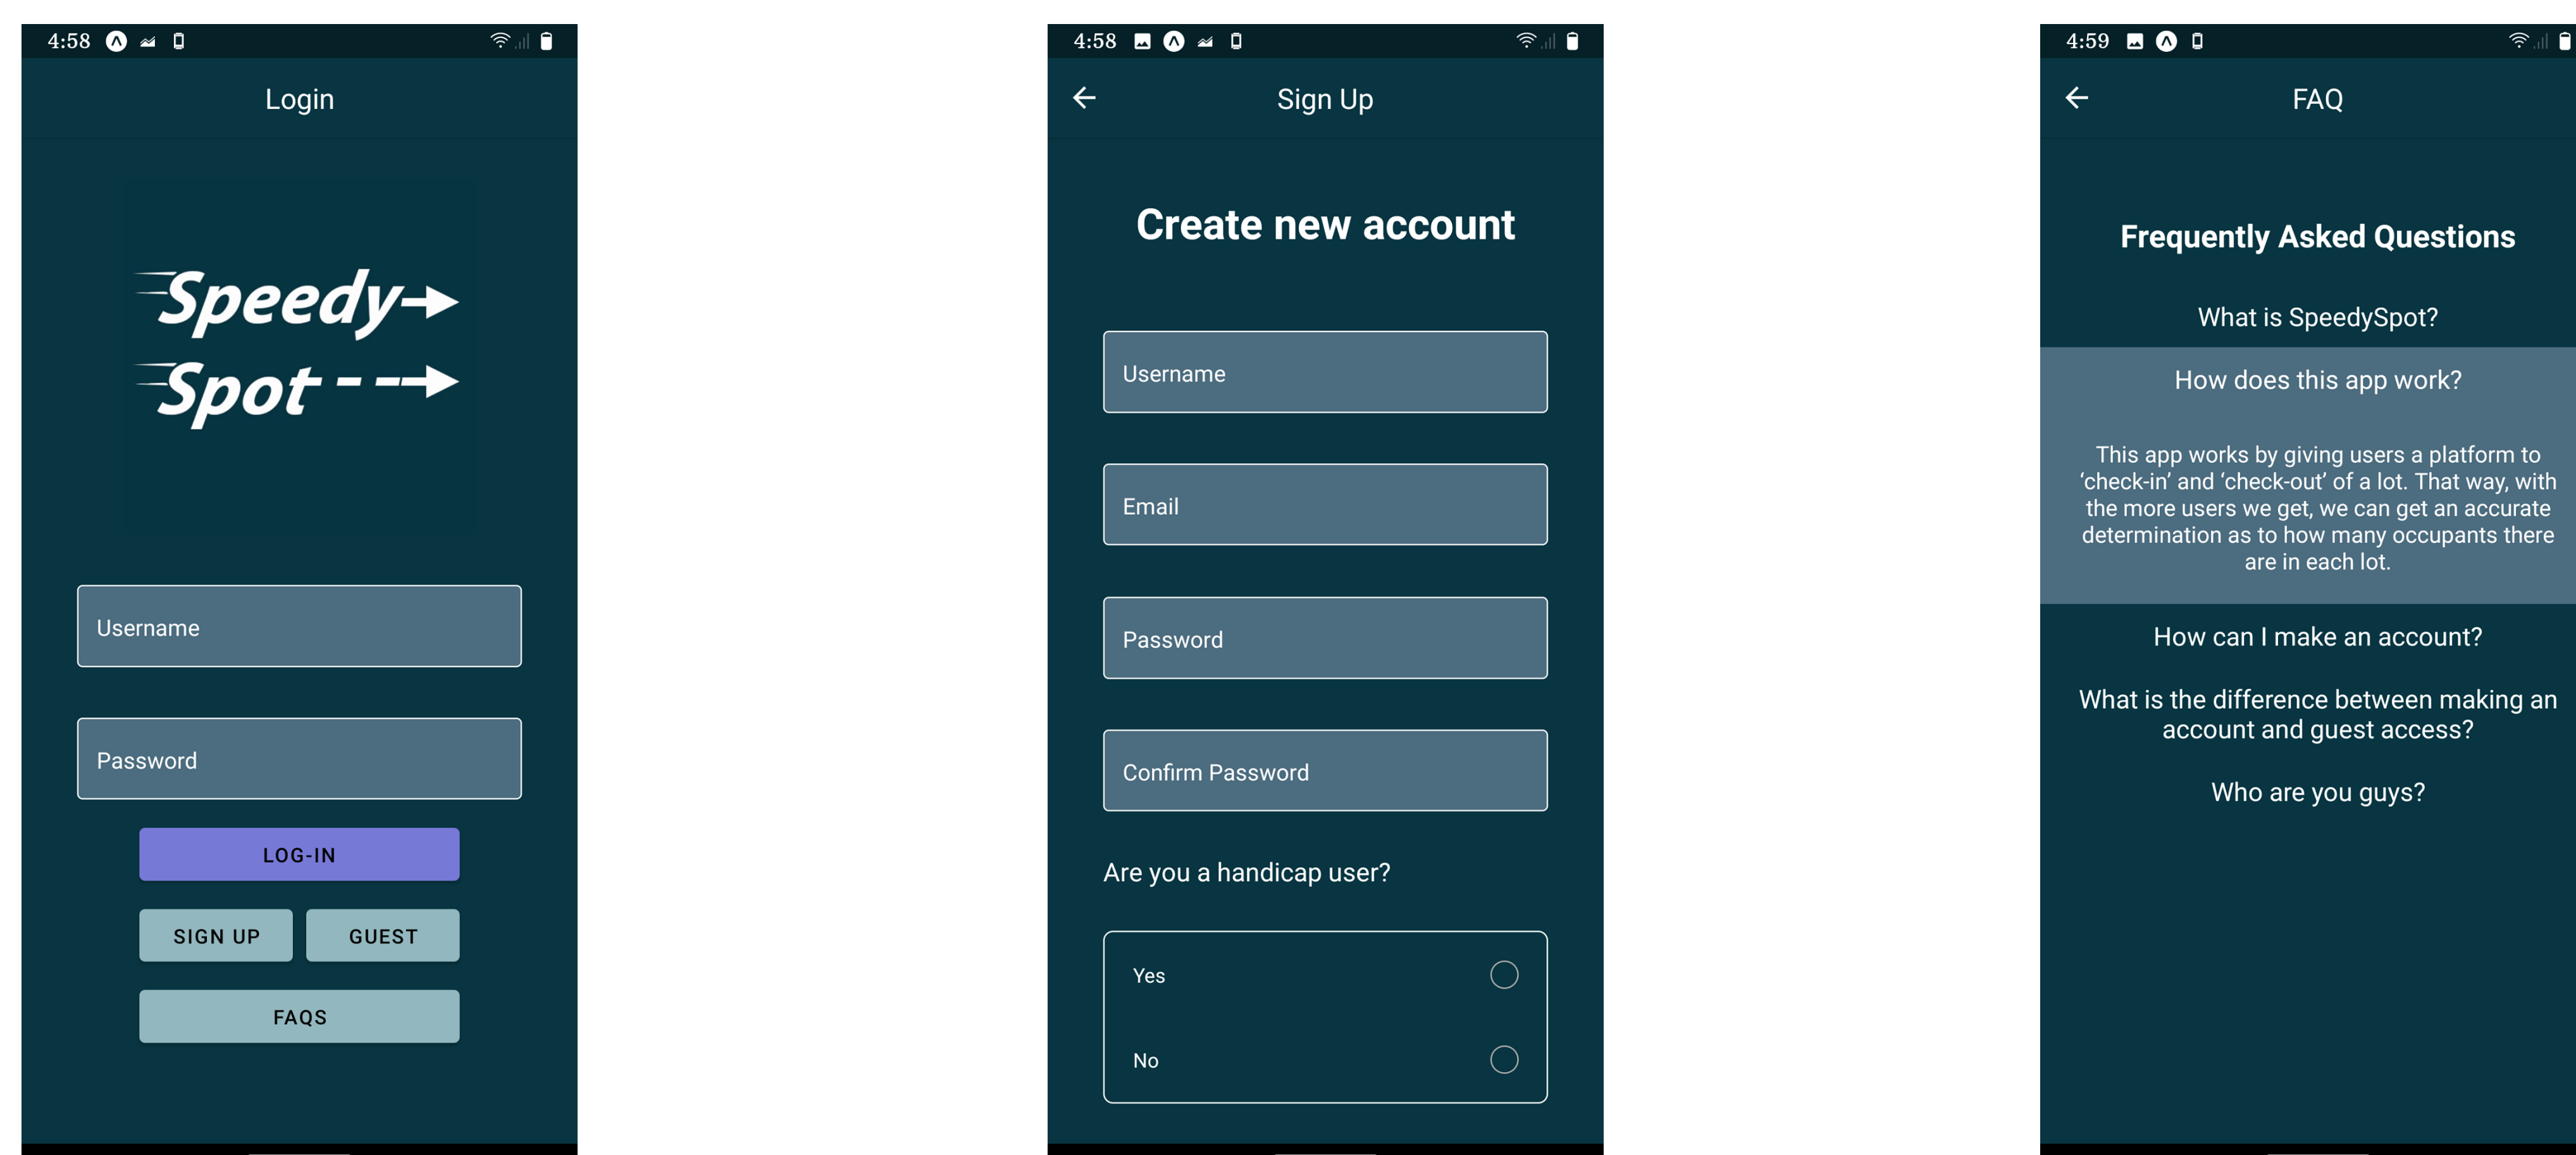 4:58
Login
Speedy
Spot
Username
Password
LOG-IN
SIGN UP
GUEST
FAQS
4:58
Sign Up
Create new account
Username
Email
Password
Confirm Password
Are you a handicap user?
Yes
No
4:59
FAQ
Frequently Asked Questions
What is SpeedySpot?
How does this app work?
This app works by giving users a platform to
‘check-in’ and ‘check-out’ of a lot. That way, with
the more users we get, we can get an accurate
determination as to how many occupants there
are in each lot.
How can I make an account?
What is the difference between making an
account and guest access?
Who are you guys?